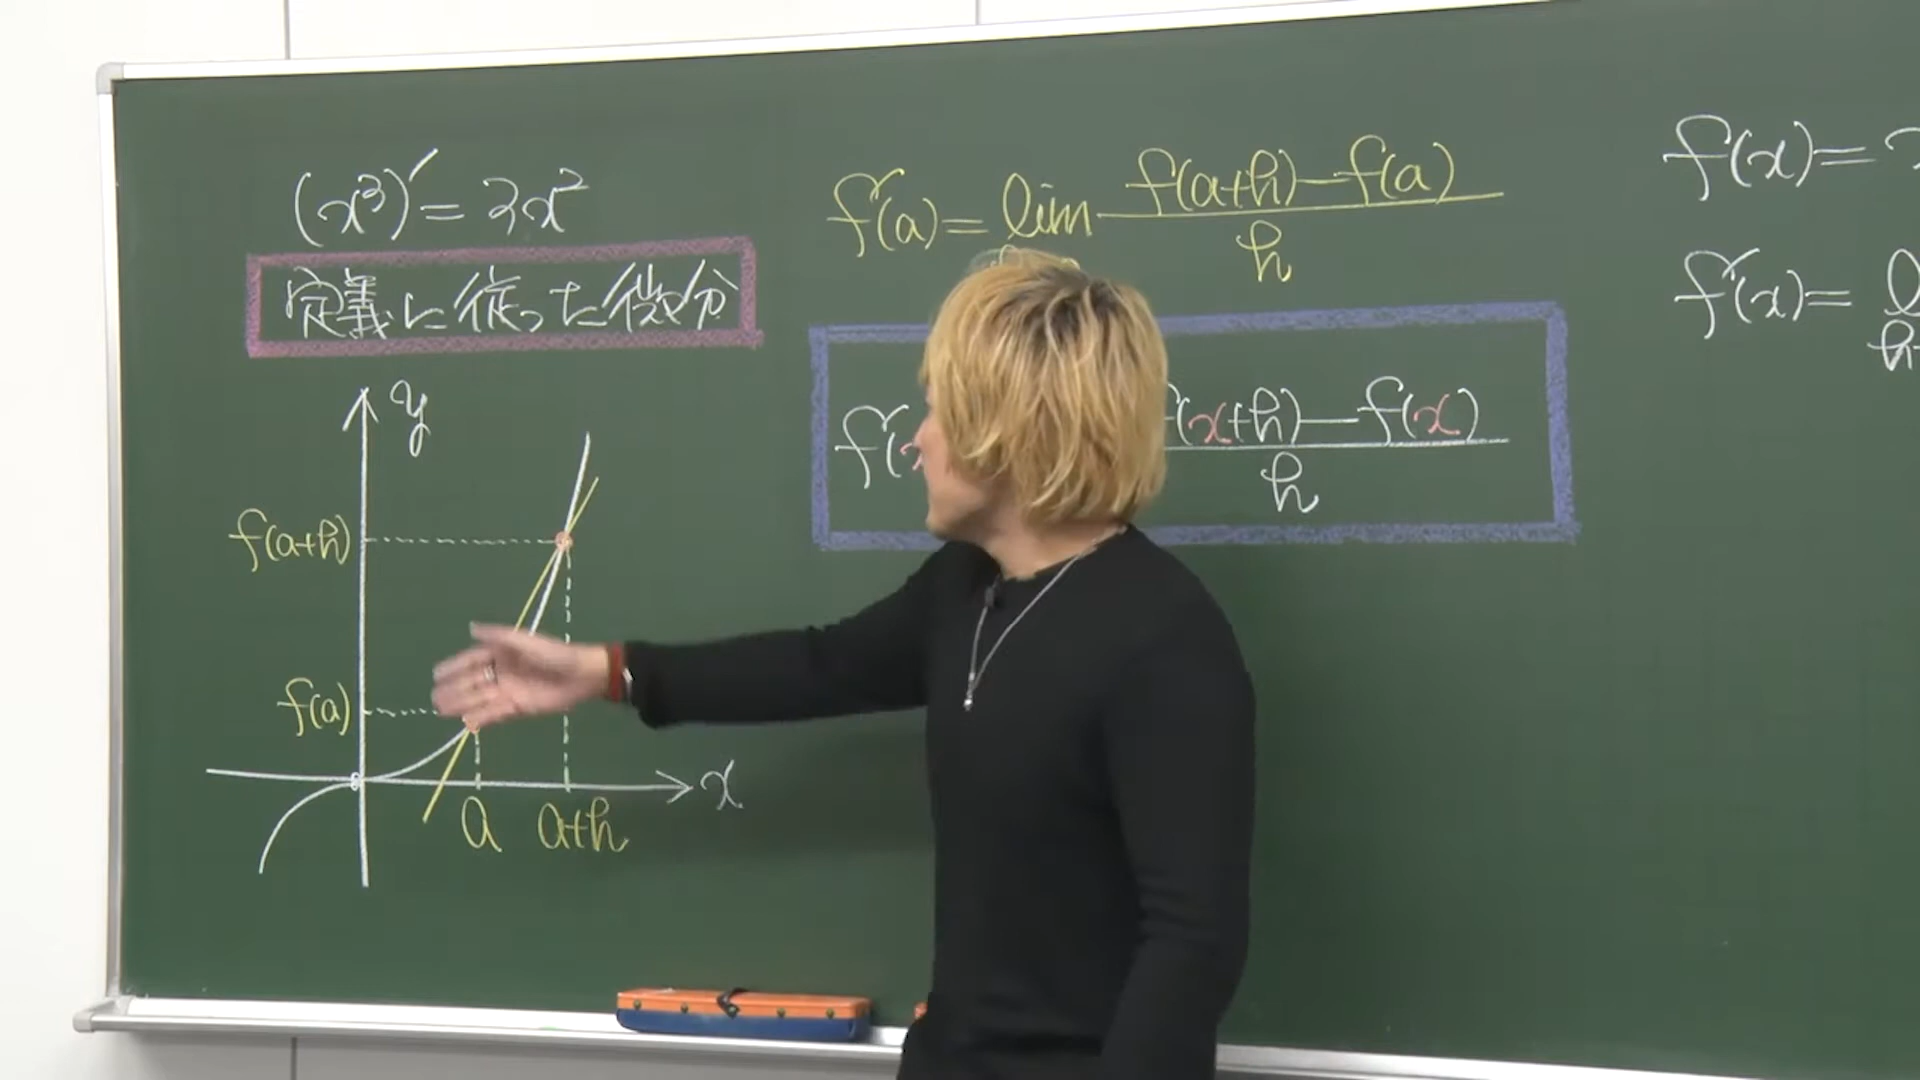 (x³)′ = 3x²
定義に従った微分
y
f(a+h)
f(a)
x
a a+h
f′(a) = lim f(a+h)−f(a)
h
f′( (x+h)−f(x)
h
f(x) =
f′(x) =